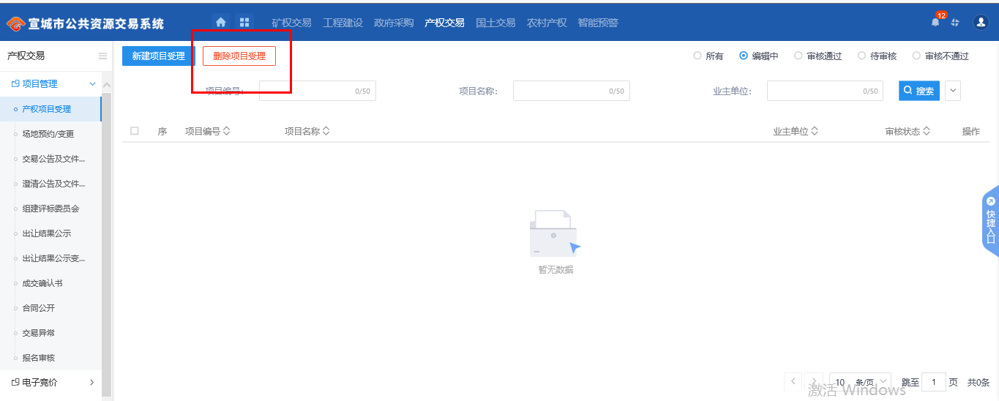 宣城市公共资源交易系统 矿权交易 工程建设 政府采购 产权交易 国土交易 农村产权 智能预警 12
产权交易
新建项目受理 删除项目受理 所有 编辑中 审核通过 待审核 审核不通过
项目管理
项目编号： 0/50 项目名称： 0/50 业主单位： 0/50 搜索
产权项目受理
场地预约/变更
交易公告及文件...
澄清公告及文件...
组建评标委员会
出让结果公示
出让结果公示变...
成交确认书
合同公开
交易异常
报名审核
电子竞价
序 项目编号 项目名称 业主单位 审核状态 操作
暂无数据
快捷入口
10 条/页 跳至 1 页 共0条
激活 Windows